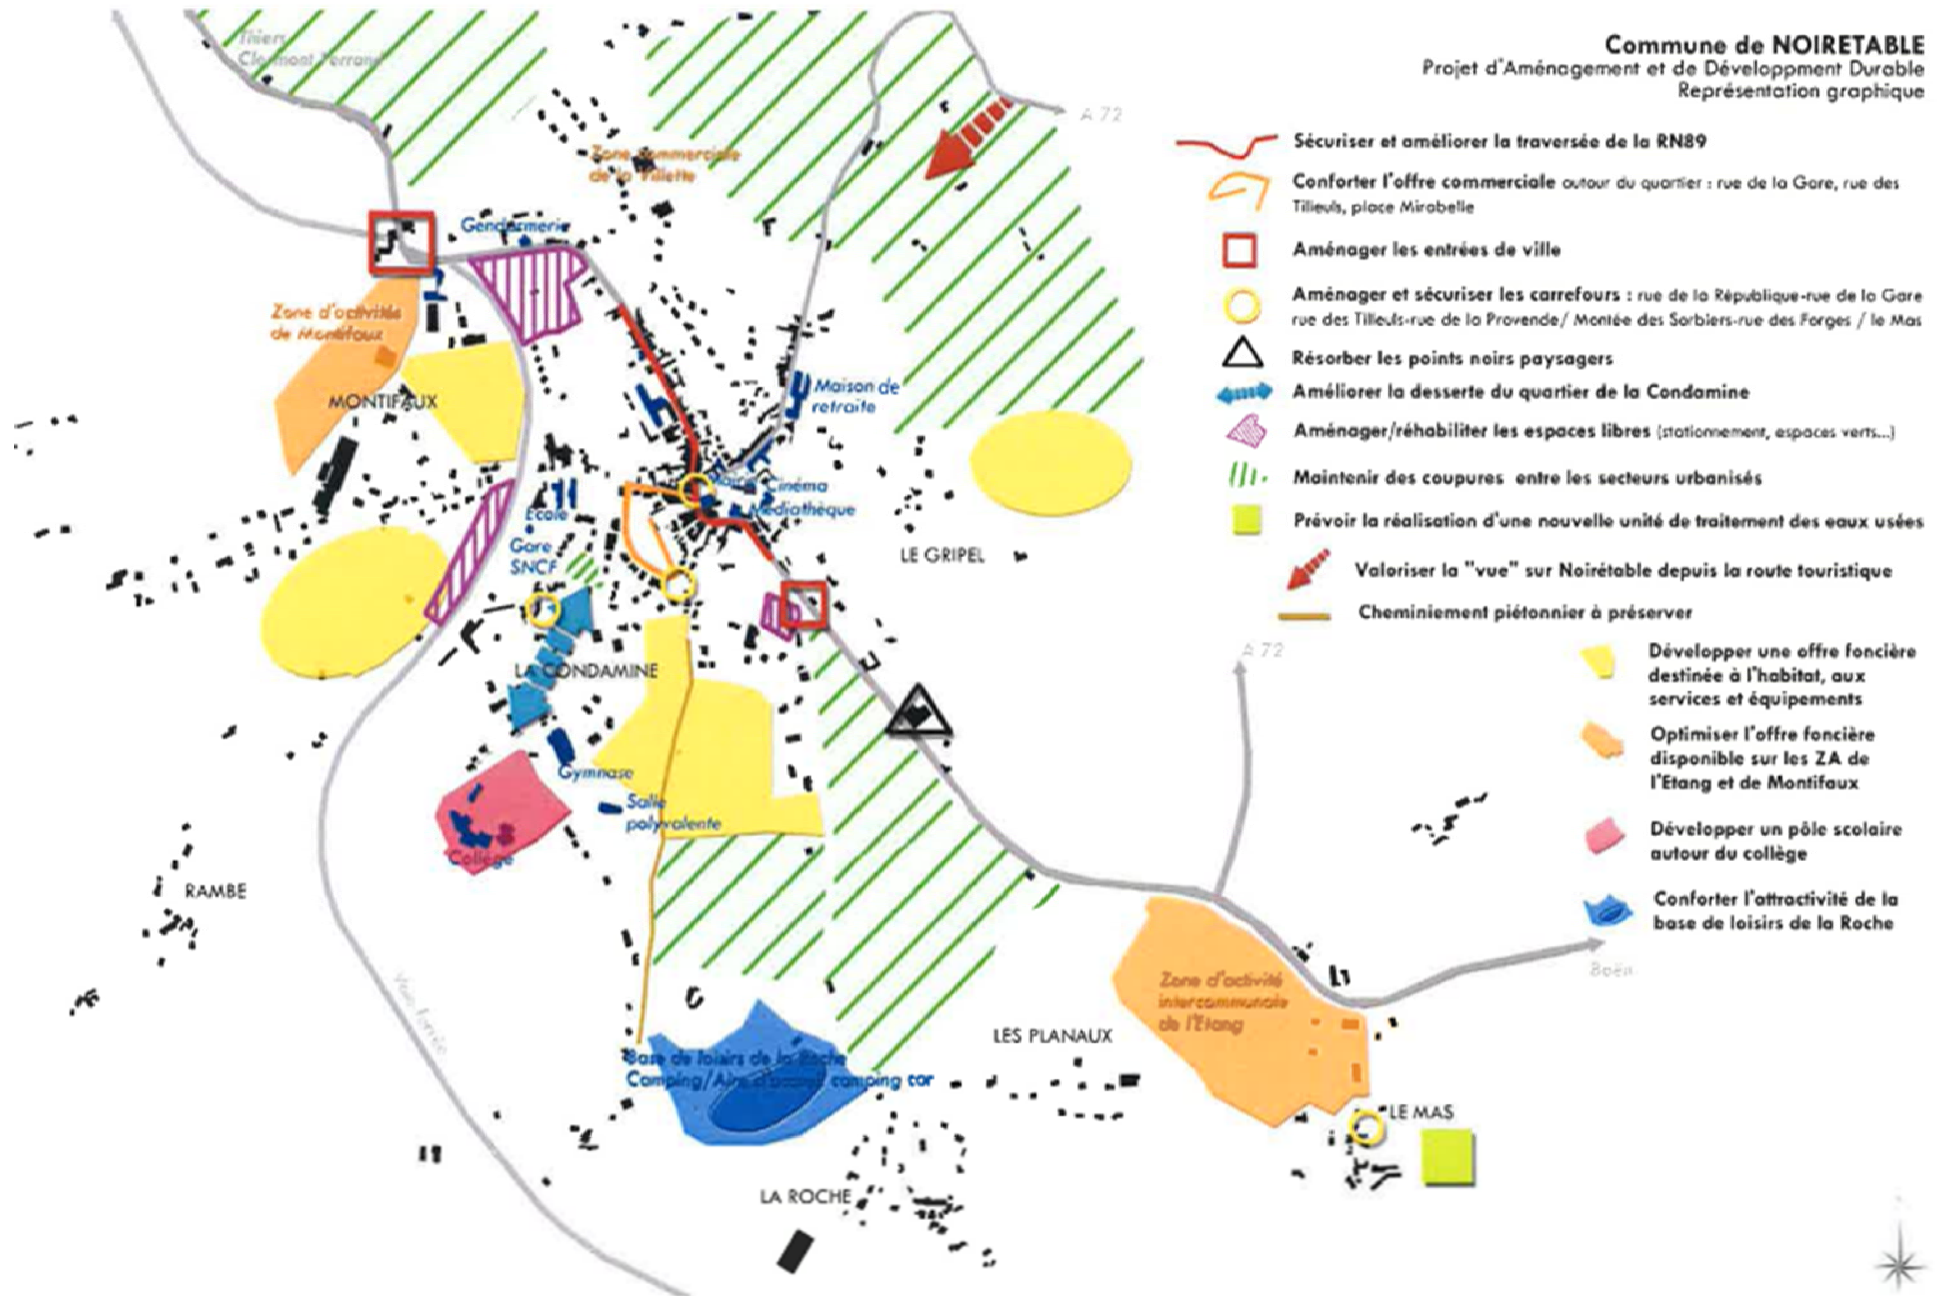 Commune de NOIRETABLE
Projet d'Aménagement et de Développment Durable
Représentation graphique
Sécuriser et améliorer la traversée de la RN89
Conforter l'offre commerciale autour du quartier : rue de la Gare, rue des
Tilleuls, place Mirabelle
Aménager les entrées de ville
Aménager et sécuriser les carrefours : rue de la République-rue de la Gare
rue des Tilleuls-rue de la Provende/ Montée des Sorbiers-rue des Forges / le Mas
Résorber les points noirs paysagers
Améliorer la desserte du quartier de la Condamine
Aménager/réhabiliter les espaces libres (stationnement, espaces verts...)
Maintenir des coupures entre les secteurs urbanisés
Prévoir la réalisation d'une nouvelle unité de traitement des eaux usées
Valoriser la "vue" sur Noirétable depuis la route touristique
Cheminiement piétonnier à préserver
Développer une offre foncière
destinée à l'habitat, aux
services et équipements
Optimiser l'offre foncière
disponible sur les ZA de
l'Etang et de Montifaux
Développer un pôle scolaire
autour du collège
Conforter l'attractivité de la
base de loisirs de la Roche
Thiers
Clermont Ferrand
A 72
Zone commerciale
de la Villette
Gendarmerie
Zone d'activités
de Montifaux
MONTIFAUX
Maison de
retraite
Mairie
Cinéma
Médiathèque
Ecole
Gare
SNCF
LE GRIPEL
LA CONDAMINE
A 72
Gymnase
Salle
polyvalente
Collège
RAMBE
Voie ferrée
Boën
Zone d'activité
intercommunale
de l'Etang
LES PLANAUX
Base de loisirs de la Roche
Camping/Aire d'accueil camping car
LE MAS
LA ROCHE